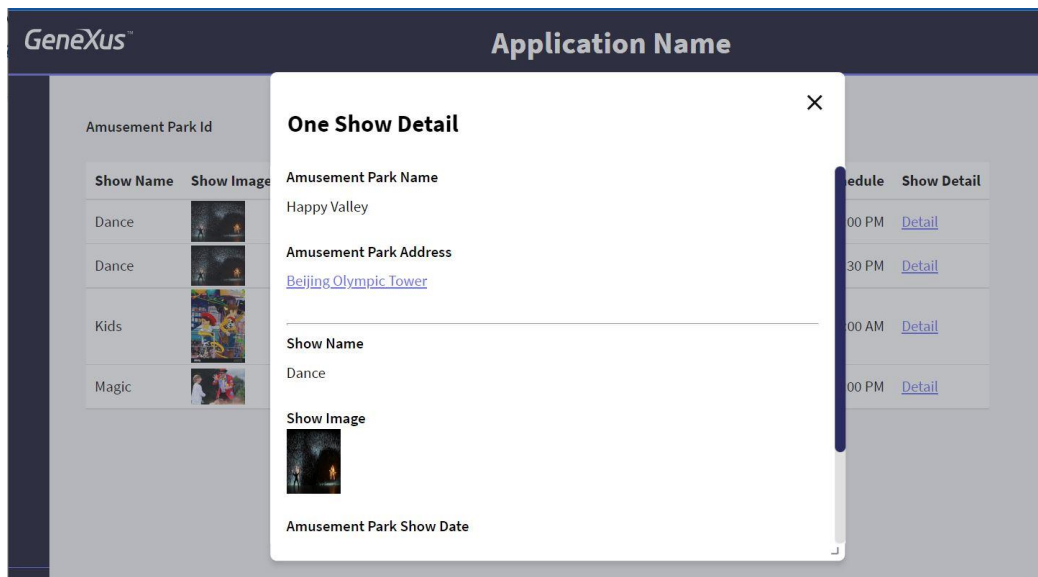 GeneXus™
Application Name
Amusement Park Id
Show Name Show Image
edule Show Detail
Dance
00 PM Detail
Dance
30 PM Detail
Kids
00 AM Detail
Magic
00 PM Detail
One Show Detail
Amusement Park Name
Happy Valley
Amusement Park Address
Beijing Olympic Tower
Show Name
Dance
Show Image
Amusement Park Show Date